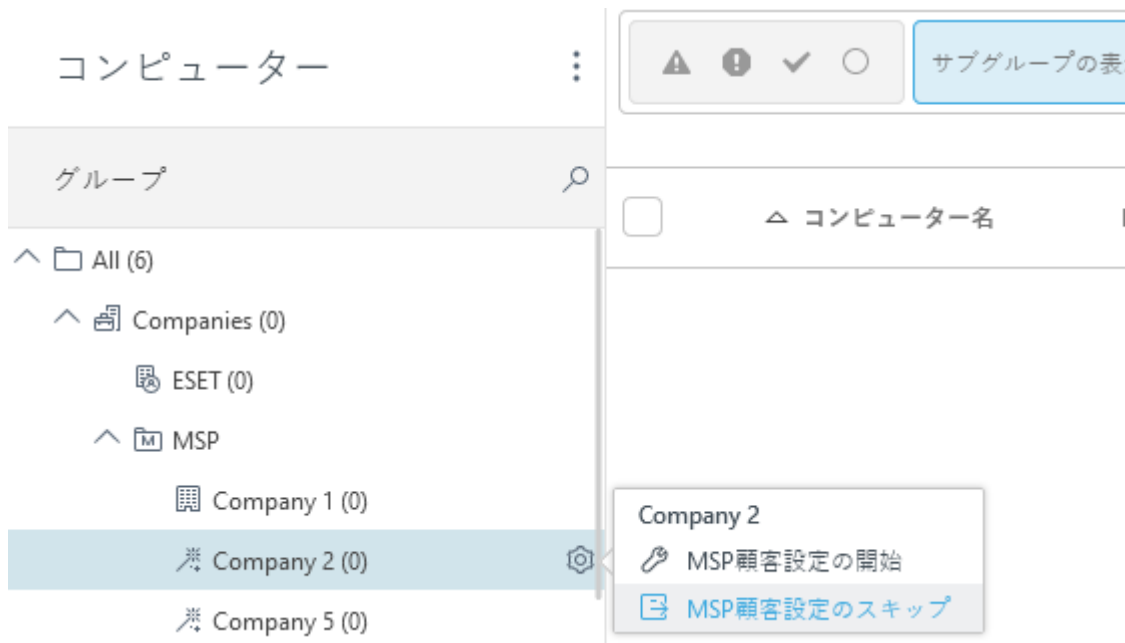 コンピューター
サブグループの表
グループ
コンピューター名
All (6)
Companies (0)
ESET (0)
MSP
Company 1 (0)
Company 2 (0)
Company 5 (0)
Company 2
MSP顧客設定の開始
MSP顧客設定のスキップ